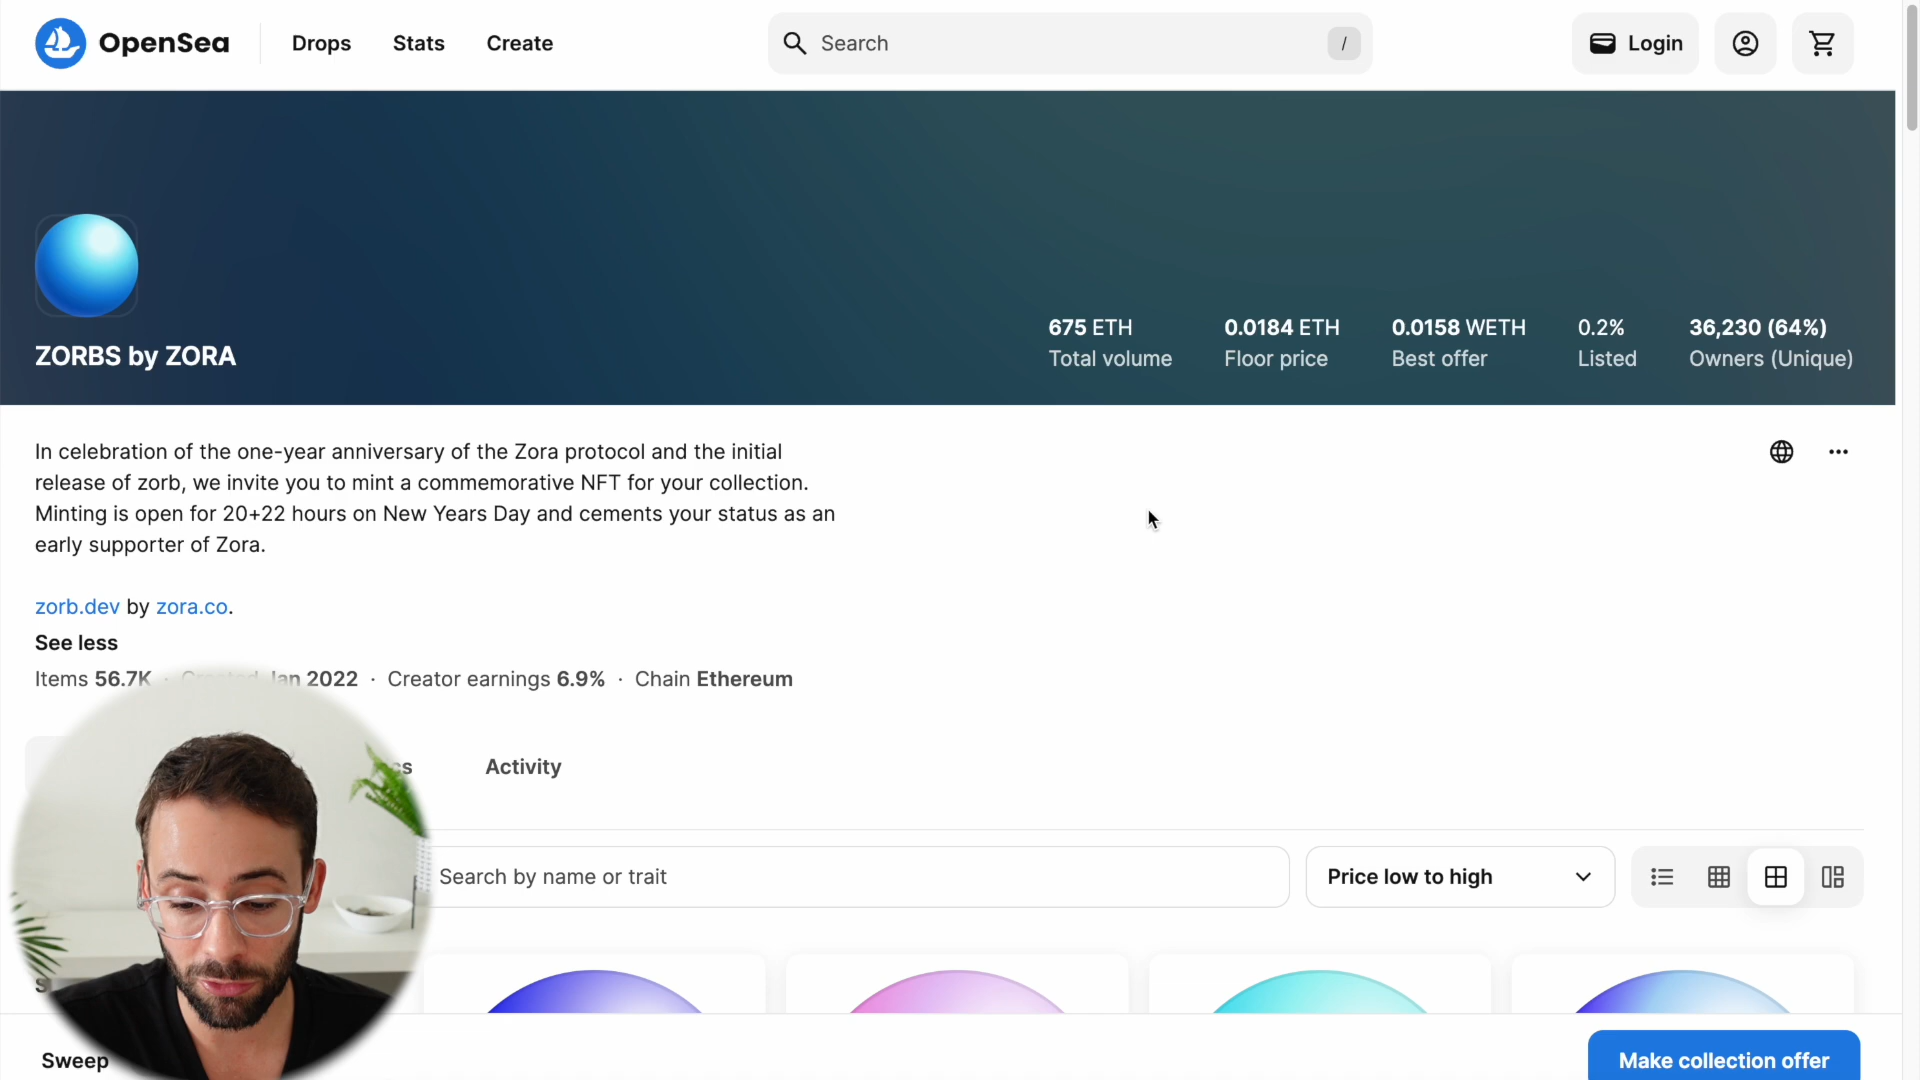 OpenSea
Drops
Stats
Create
Search
/
Login
ZORBS by ZORA
675 ETH
Total volume
0.0184 ETH
Floor price
0.0158 WETH
Best offer
0.2%
Listed
36,230 (64%)
Owners (Unique)
In celebration of the one-year anniversary of the Zora protocol and the initial
release of zorb, we invite you to mint a commemorative NFT for your collection.
Minting is open for 20+22 hours on New Years Day and cements your status as an
early supporter of Zora.
zorb.dev by zora.co.
See less
Items 56.7K · Created Jan 2022 · Creator earnings 6.9% · Chain Ethereum
Activity
Search by name or trait
Price low to high
Sweep
Make collection offer